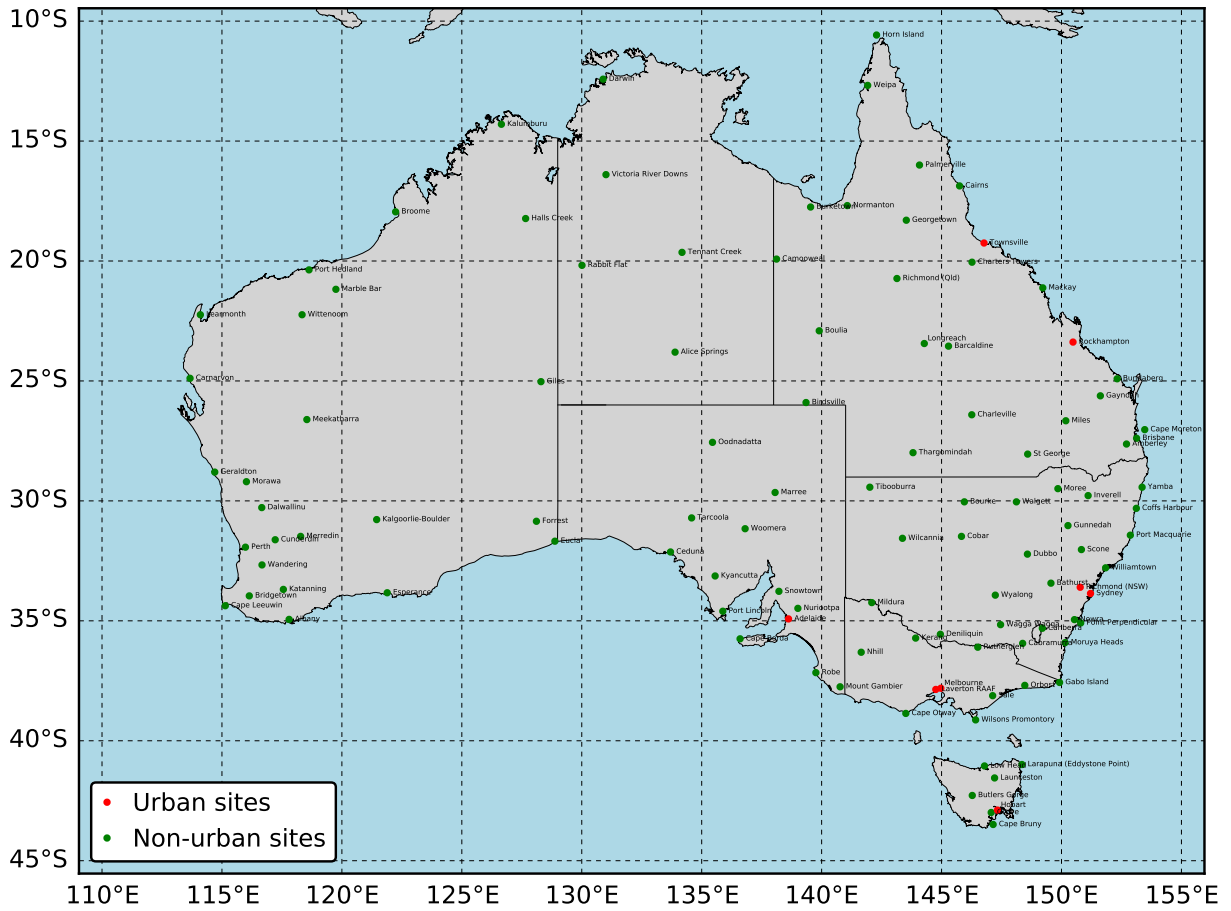 10°S
15°S
20°S
25°S
30°S
35°S
40°S
45°S
110°E 115°E 120°E 125°E 130°E 135°E 140°E 145°E 150°E 155°E
Horn Island
Darwin
Weipa
Kalumburu
Palmerville
Victoria River Downs
Cairns
Broome
Burketown
Normanton
Halls Creek
Georgetown
Townsville
Tennant Creek
Camooweal
Charters Towers
Rabbit Flat
Port Hedland
Richmond (Qld)
Marble Bar
Mackay
Learmonth
Wittenoom
Boulia
Longreach
Barcaldine
Rockhampton
Alice Springs
Carnarvon
Giles
Bundaberg
Gayndah
Birdsville
Meekatharra
Charleville
Miles
Cape Moreton
Brisbane
Amberley
Oodnadatta
Thargomindah
St George
Geraldton
Morawa
Marree
Tibooburra
Moree
Yamba
Inverell
Bourke
Walgett
Dalwallinu
Coffs Harbour
Kalgoorlie-Boulder
Forrest
Tarcoola
Woomera
Gunnedah
Port Macquarie
Merredin
Cunderdin
Perth
Eucla
Wilcannia
Cobar
Ceduna
Dubbo
Scone
Wandering
Kyancutta
Williamtown
Katanning
Bridgetown
Esperance
Snowtown
Bathurst
Richmond (NSW)
Sydney
Wyalong
Cape Leeuwin
Mildura
Port Lincoln
Nuriootpa
Adelaide
Albany
Nowra
Point Perpendicular
Wagga Wagga
Canberra
Cape Borda
Kerang
Deniliquin
Rutherglen
Cabramurra
Moruya Heads
Nhill
Robe
Mount Gambier
Melbourne
Laverton RAAF
Orbost
Gabo Island
Sale
Cape Otway
Wilsons Promontory
Low Head
Larapuna (Eddystone Point)
Launceston
Butlers Gorge
Hobart
Grove
Cape Bruny
Urban sites
Non-urban sites